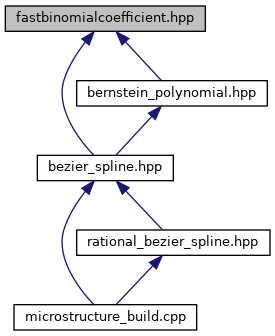 fastbinomialcoefficient.hpp
bernstein_polynomial.hpp
bezier_spline.hpp
rational_bezier_spline.hpp
microstructure_build.cpp